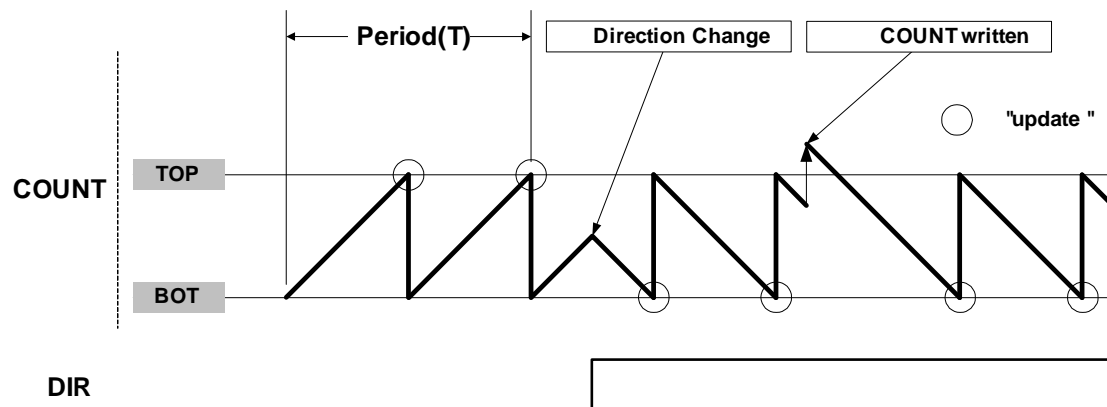 Period(T)
Direction Change
COUNT written
"update "
TOP
COUNT
BOT
DIR